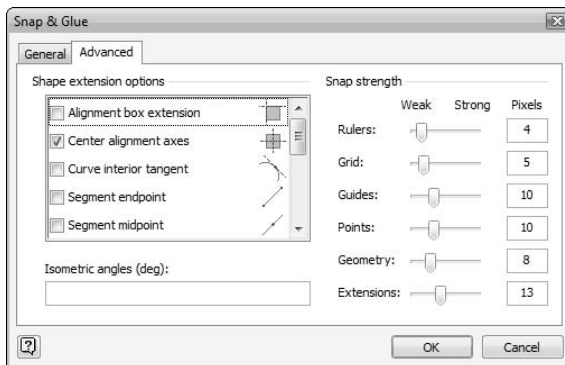 Snap & Glue
General
Advanced
Shape extension options
Alignment box extension
Center alignment axes
Curve interior tangent
Segment endpoint
Segment midpoint
Isometric angles (deg):
Snap strength
Weak Strong Pixels
Rulers: 4
Grid: 5
Guides: 10
Points: 10
Geometry: 8
Extensions: 13
?
OK
Cancel